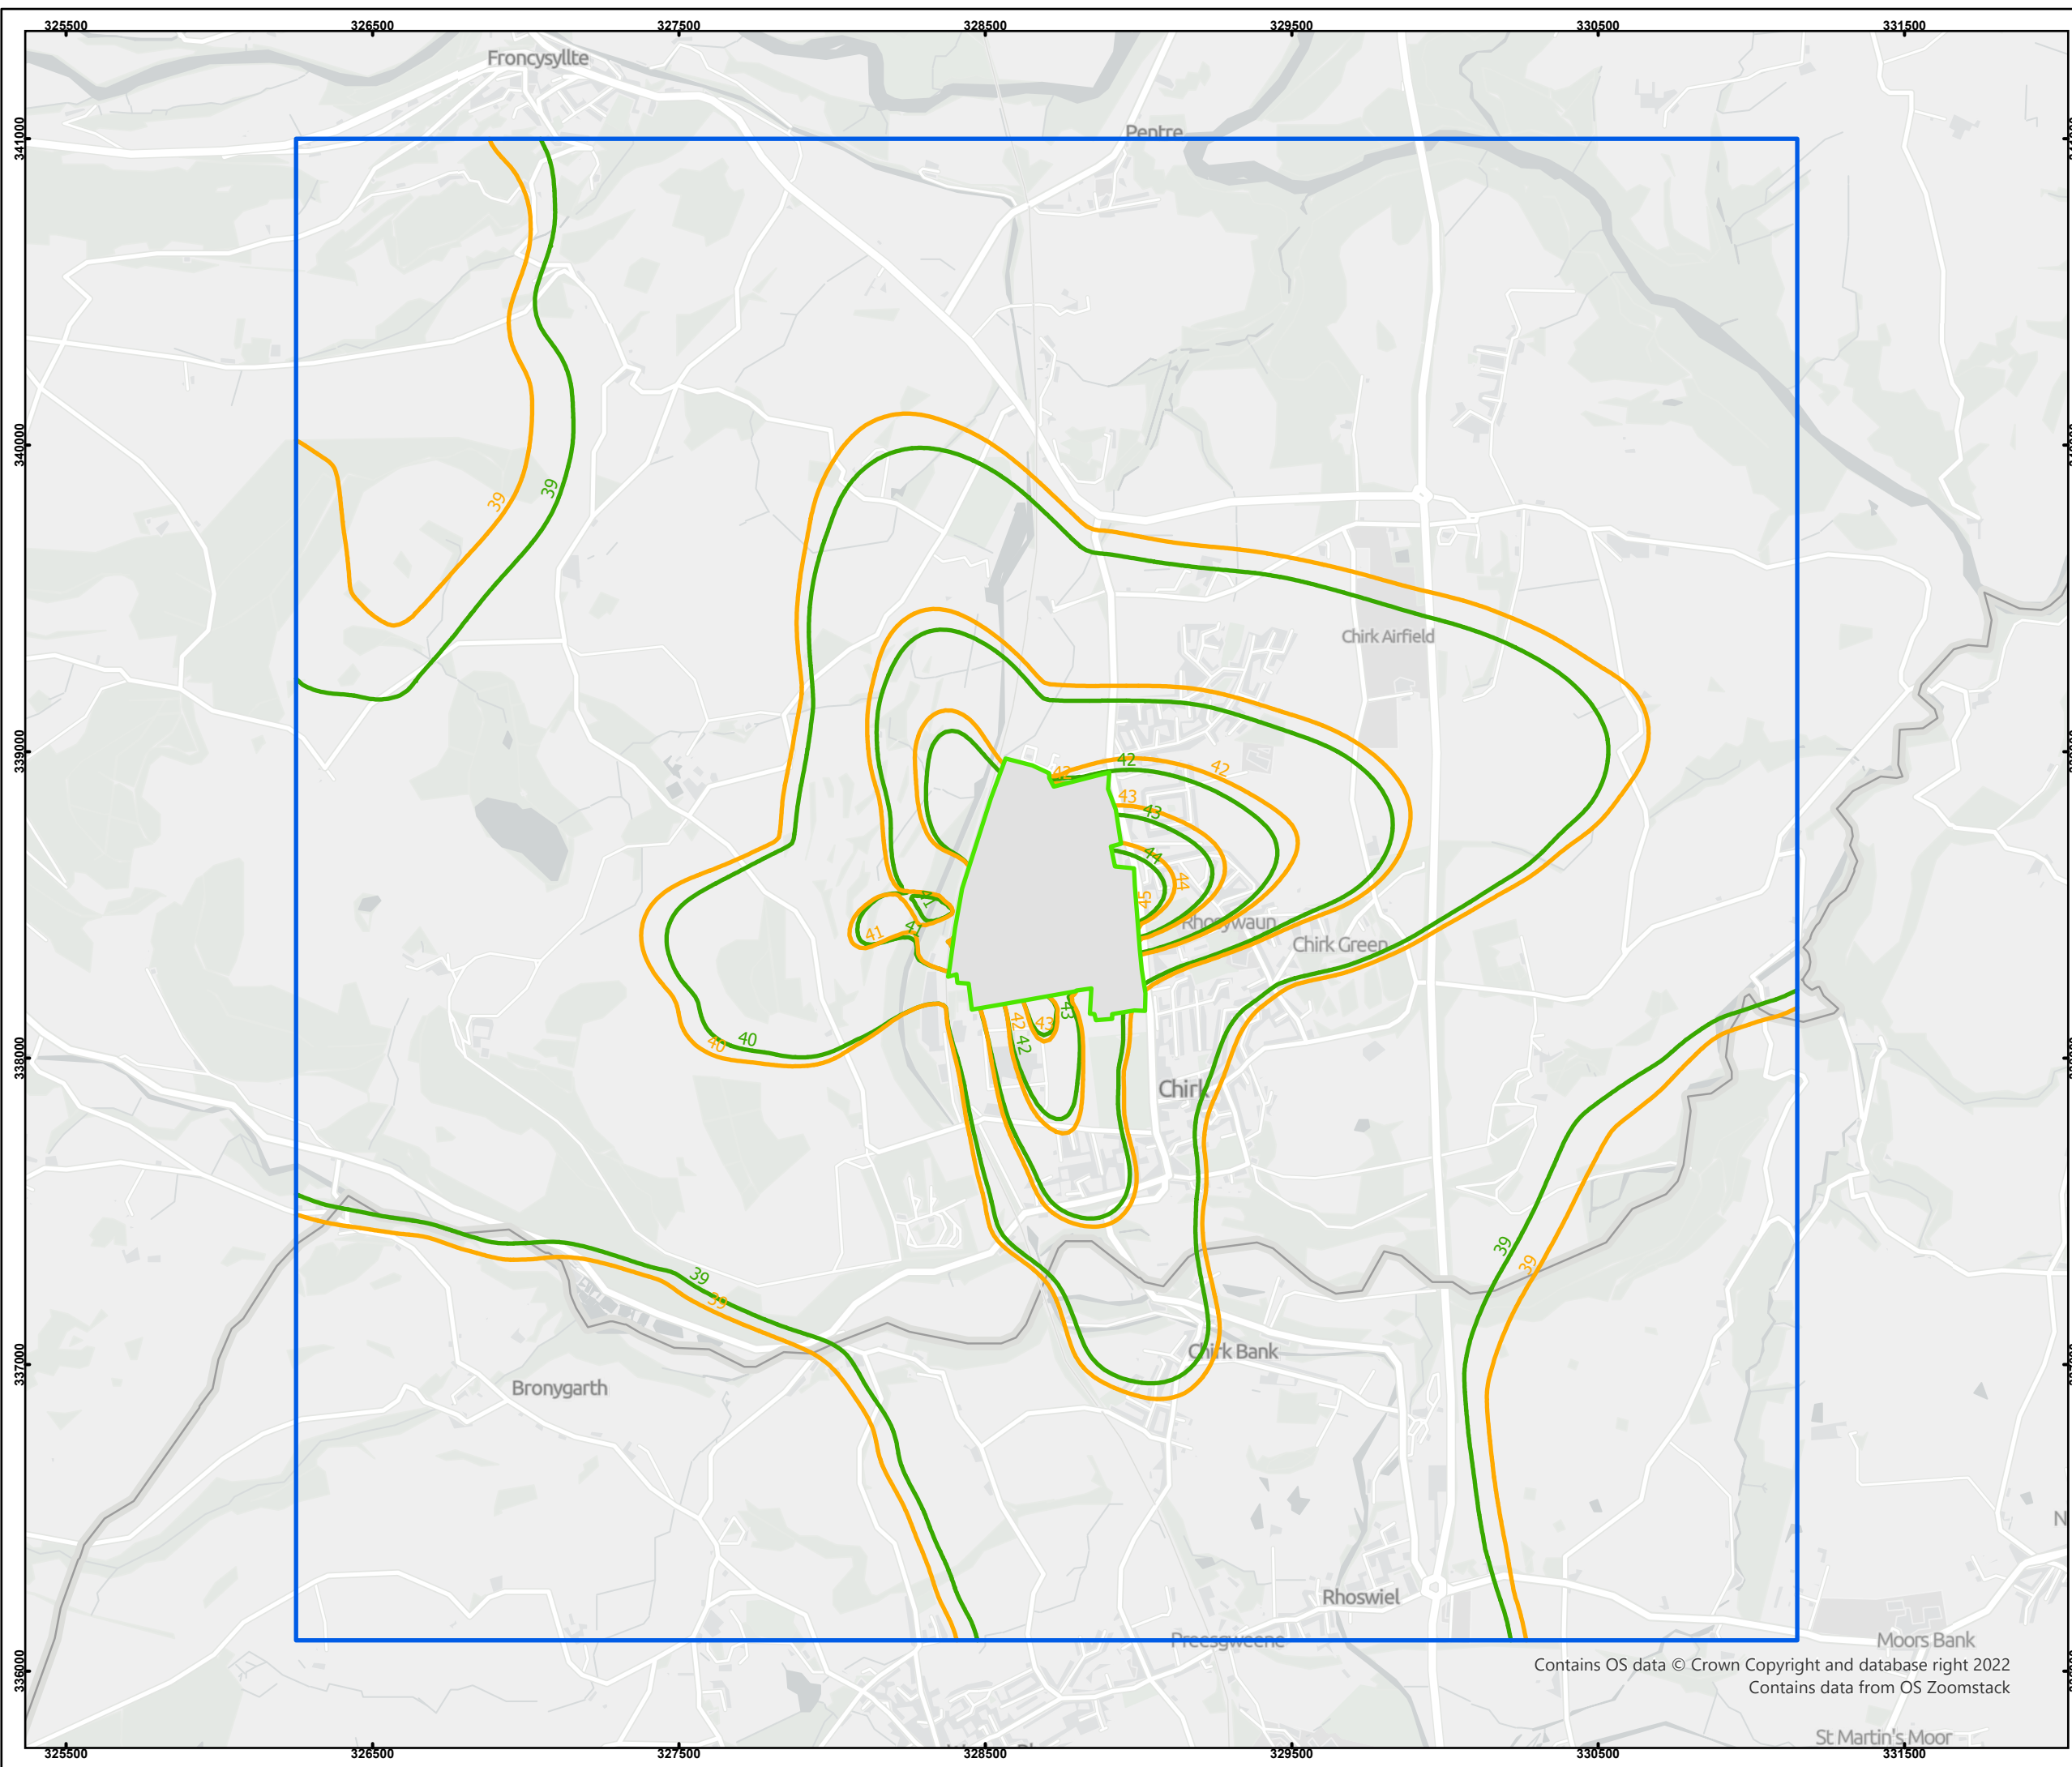 325500 326500 327500 328500 329500 330500 331500
Froncysyllte
Pentre
341000
340000
39
39
Chirk Airfield
339000
42
42
42
43
43
44
44
45
41
41
41
Rhosywaun
Chirk Green
42
43
43
42
40
40
338000
Chirk
39
39
39
39
Chirk Bank
337000
Bronygarth
Rhoswiel
Preesgweene
Moors Bank
336000
Contains OS data © Crown Copyright and database right 2022
Contains data from OS Zoomstack
St Martin's Moor
325500 326500 327500 328500 329500 330500 331500